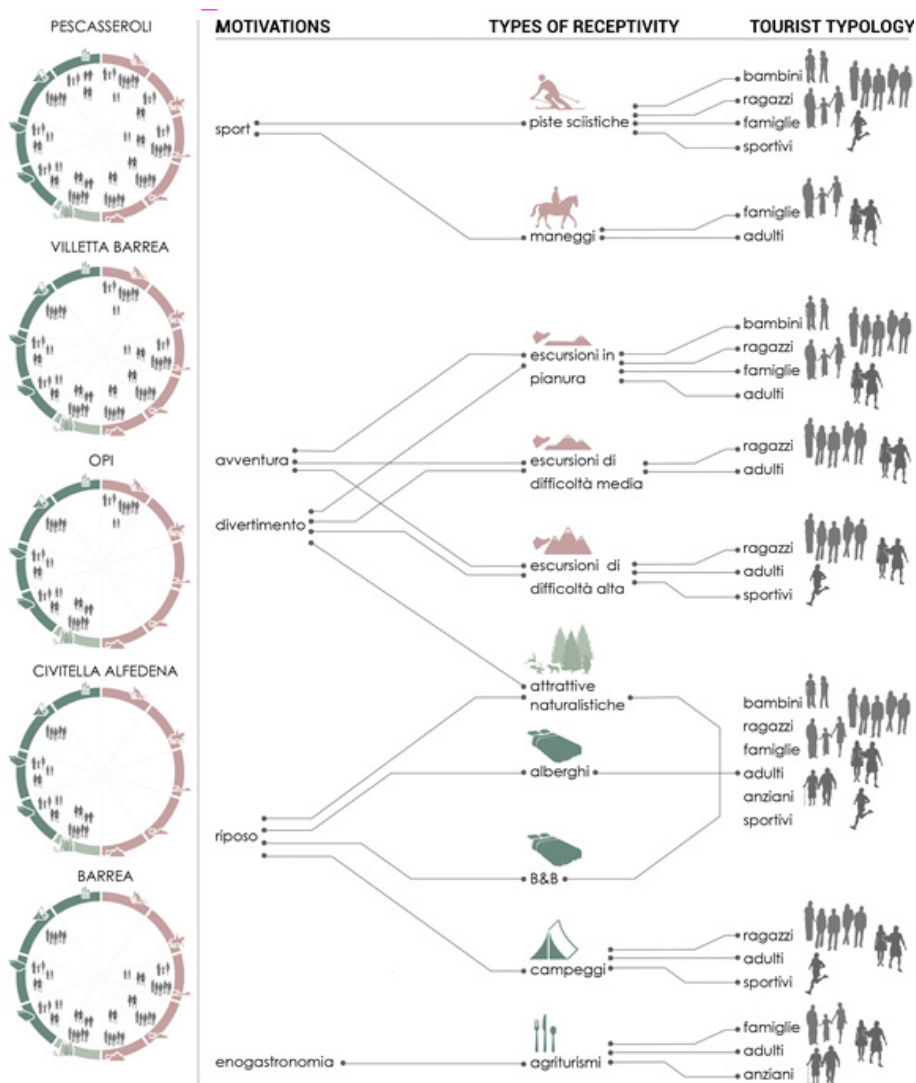 PESCASSEROLI
VILLETTA BARREA
OPI
CIVITELLA ALFEDENA
BARREA
MOTIVATIONS
TYPES OF RECEPTIVITY
TOURIST TYPOLOGY
sport
piste sciistiche
bambini
ragazzi
famiglie
sportivi
maneggi
famiglie
adulti
avventura
divertimento
escursioni in
pianura
bambini
ragazzi
famiglie
adulti
escursioni di
difficoltà media
ragazzi
adulti
escursioni di
difficoltà alta
ragazzi
adulti
sportivi
attrattive
naturalistiche
riposo
alberghi
B&B
bambini
ragazzi
famiglie
adulti
anziani
sportivi
campeggi
ragazzi
adulti
sportivi
enogastronomia
agriturismi
famiglie
adulti
anziani